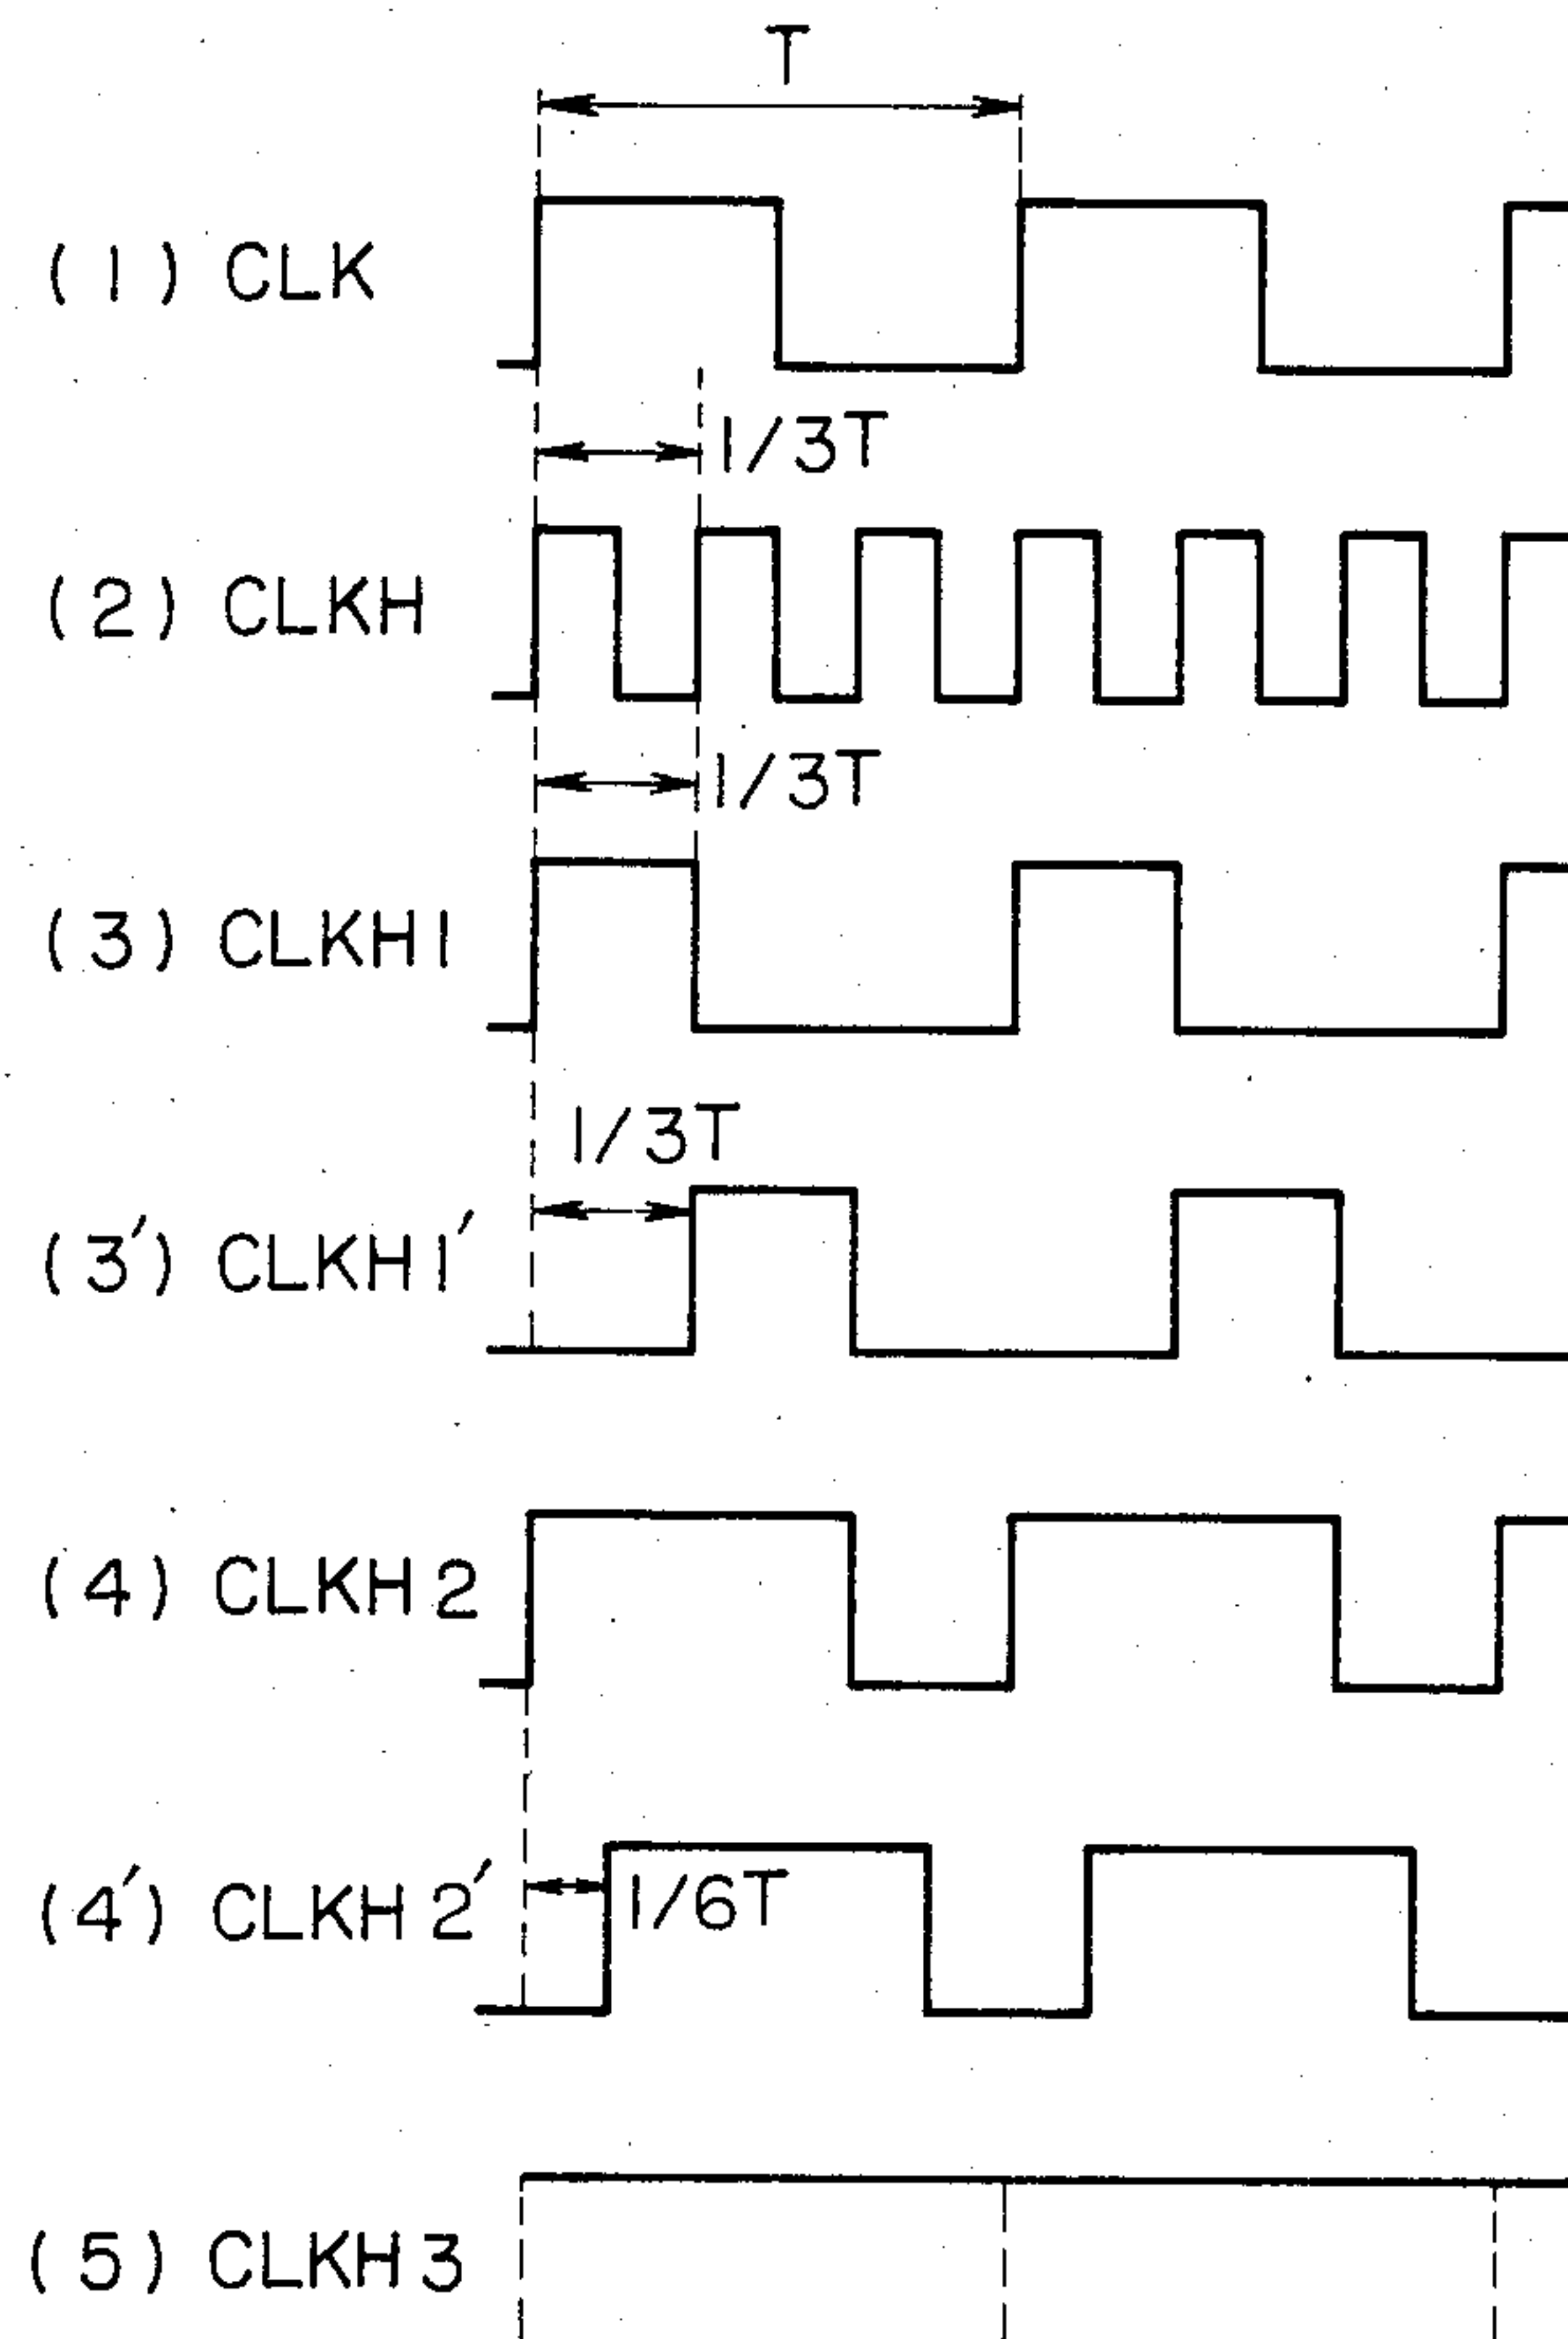 T
(1) CLK
1/3T
(2) CLKH
1/3T
(3) CLKH1
1/3T
(3') CLKH1'
(4) CLKH2
(4') CLKH2'
1/6T
(5) CLKH3